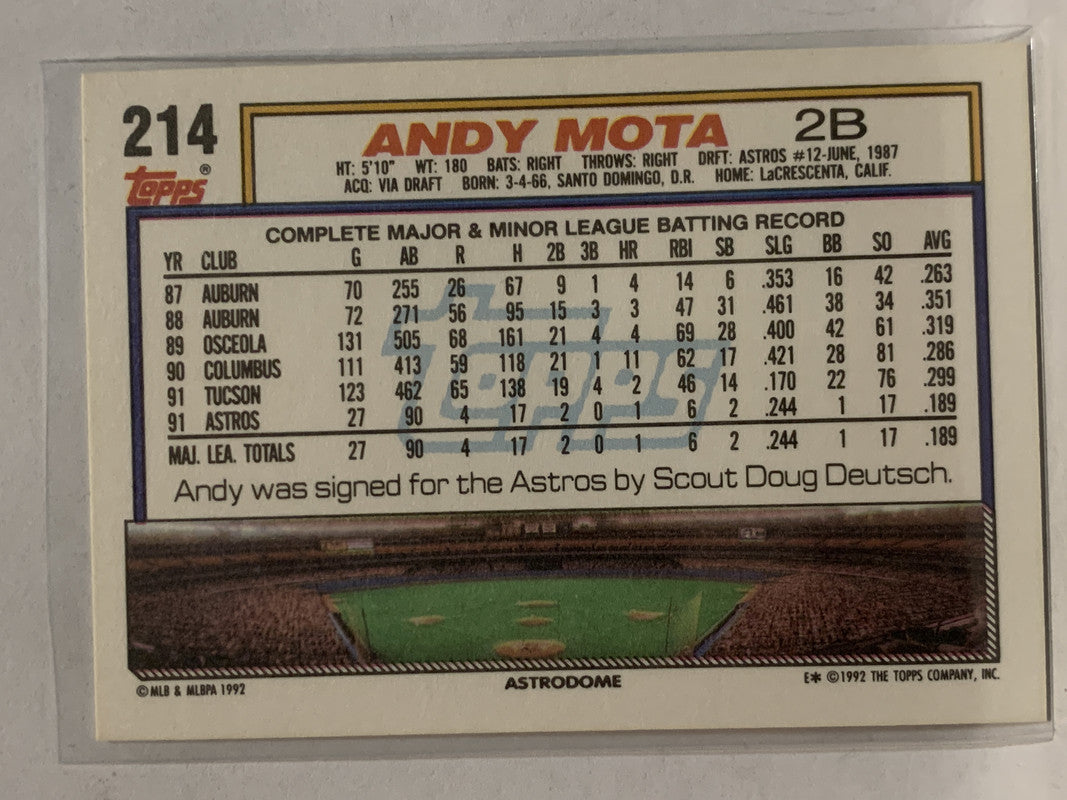 214
Topps®
ANDY MOTA 2B
HT: 5'10" WT: 180 BATS: RIGHT THROWS: RIGHT DRFT: ASTROS #12-JUNE, 1987
ACQ: VIA DRAFT BORN: 3-4-66, SANTO DOMINGO, D.R. HOME: LaCRESCENTA, CALIF.
COMPLETE MAJOR & MINOR LEAGUE BATTING RECORD
YR CLUB G AB R H 2B 3B HR RBI SB SLG BB SO AVG
87 AUBURN 70 255 26 67 9 1 4 14 6 .353 16 42 .263
88 AUBURN 72 271 56 95 15 3 3 47 31 .461 38 34 .351
89 OSCEOLA 131 505 68 161 21 4 4 69 28 .400 42 61 .319
90 COLUMBUS 111 413 59 118 21 1 11 62 17 .421 28 81 .286
91 TUCSON 123 462 65 138 19 4 2 46 14 .170 22 76 .299
91 ASTROS 27 90 4 17 2 0 1 6 2 .244 1 17 .189
MAJ. LEA. TOTALS 27 90 4 17 2 0 1 6 2 .244 1 17 .189
Topps
Andy was signed for the Astros by Scout Doug Deutsch.
©MLB & MLBPA 1992
ASTRODOME
E* ©1992 THE TOPPS COMPANY, INC.